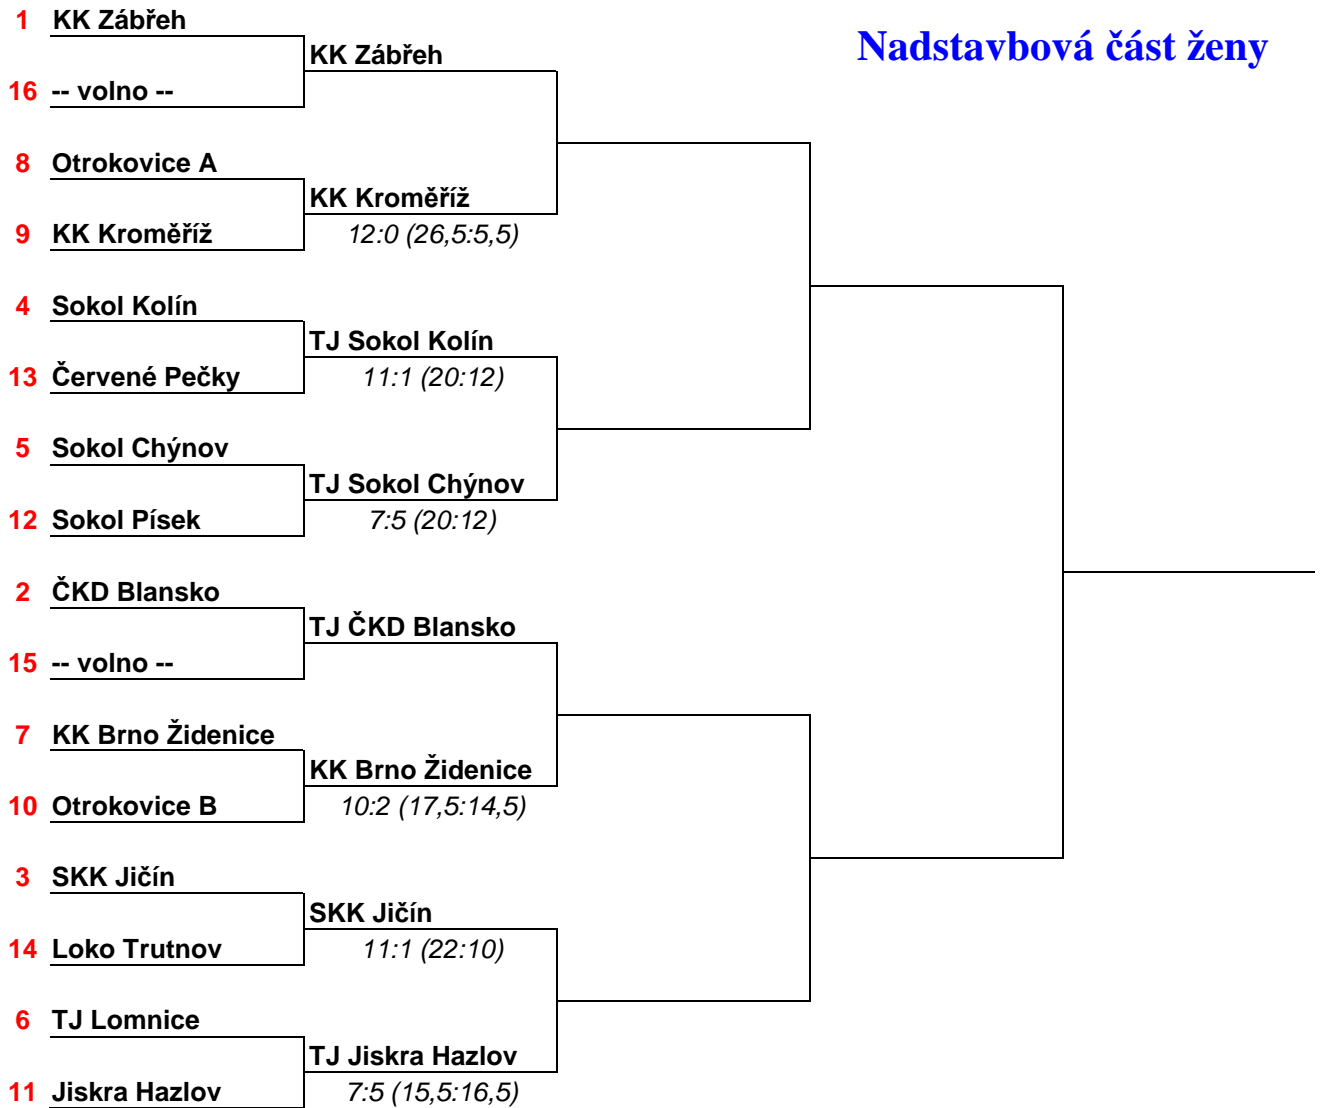 1 KK Zábřeh
KK Zábřeh
Nadstavbová část ženy
16 -- volno --
8 Otrokovice A
KK Kroměříž
9 KK Kroměříž
12:0 (26,5:5,5)
4 Sokol Kolín
TJ Sokol Kolín
13 Červené Pečky
11:1 (20:12)
5 Sokol Chýnov
TJ Sokol Chýnov
12 Sokol Písek
7:5 (20:12)
2 ČKD Blansko
TJ ČKD Blansko
15 -- volno --
7 KK Brno Židenice
KK Brno Židenice
10 Otrokovice B
10:2 (17,5:14,5)
3 SKK Jičín
SKK Jičín
14 Loko Trutnov
11:1 (22:10)
6 TJ Lomnice
TJ Jiskra Hazlov
11 Jiskra Hazlov
7:5 (15,5:16,5)